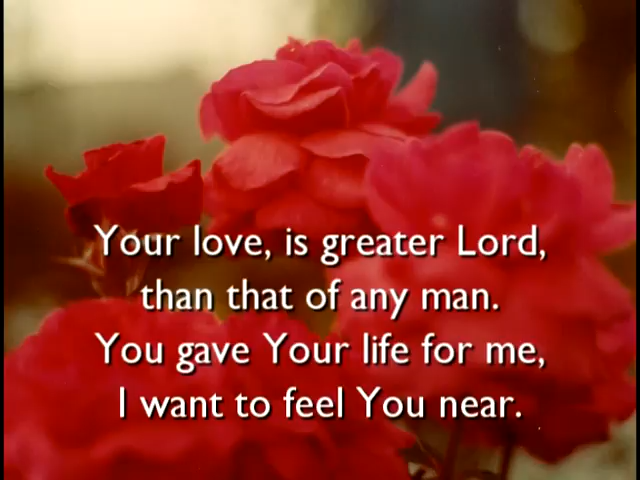 Your love, is greater Lord,
than that of any man.
You gave Your life for me,
I want to feel You near.